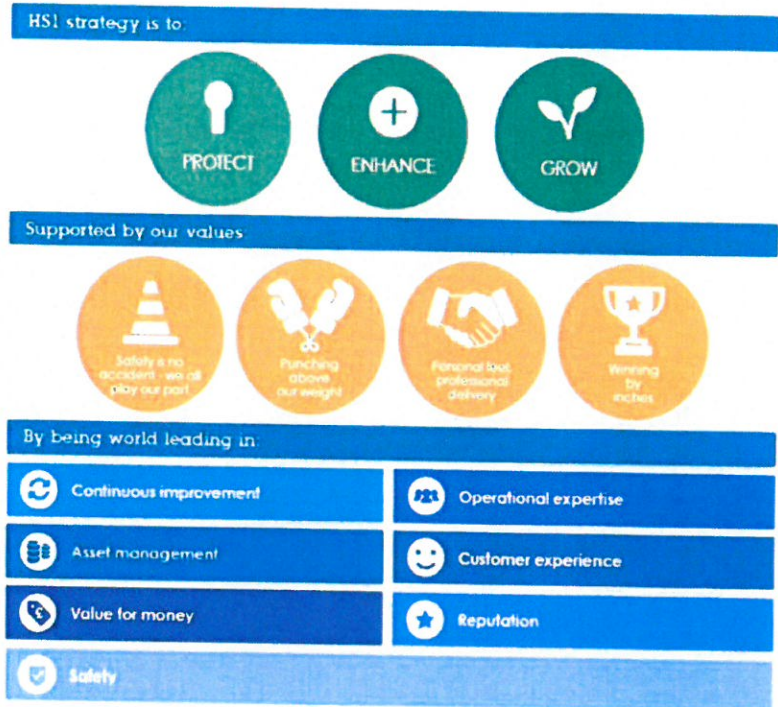 HS1 strategy is to:
PROTECT
ENHANCE
GROW
Supported by our values:
Safety is no
accident - we all
play our part
Punching
above
our weight
Personal feel,
professional
delivery
Winning
by
inches
By being world leading in:
Continuous improvement
Operational expertise
Asset management
Customer experience
£
Value for money
Reputation
Safety